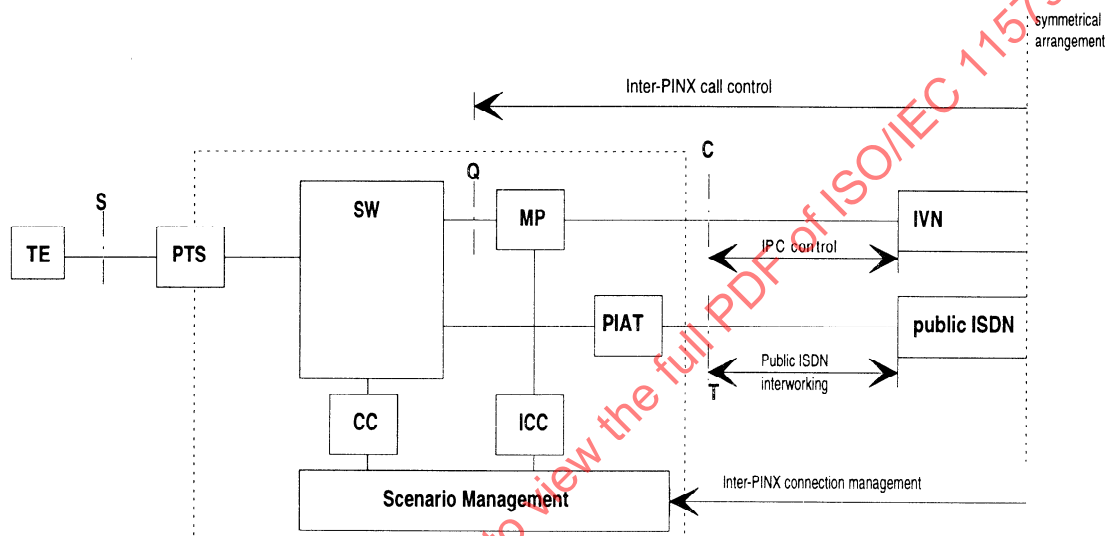 symmetrical
arrangement
Inter-PINX call control
C
Q
S
SW
MP
IVN
TE
PTS
IPC control
PIAT
public ISDN
Public ISDN
interworking
T
CC
ICC
Inter-PINX connection management
Scenario Management
to view the full PDF of ISO/IEC 11573